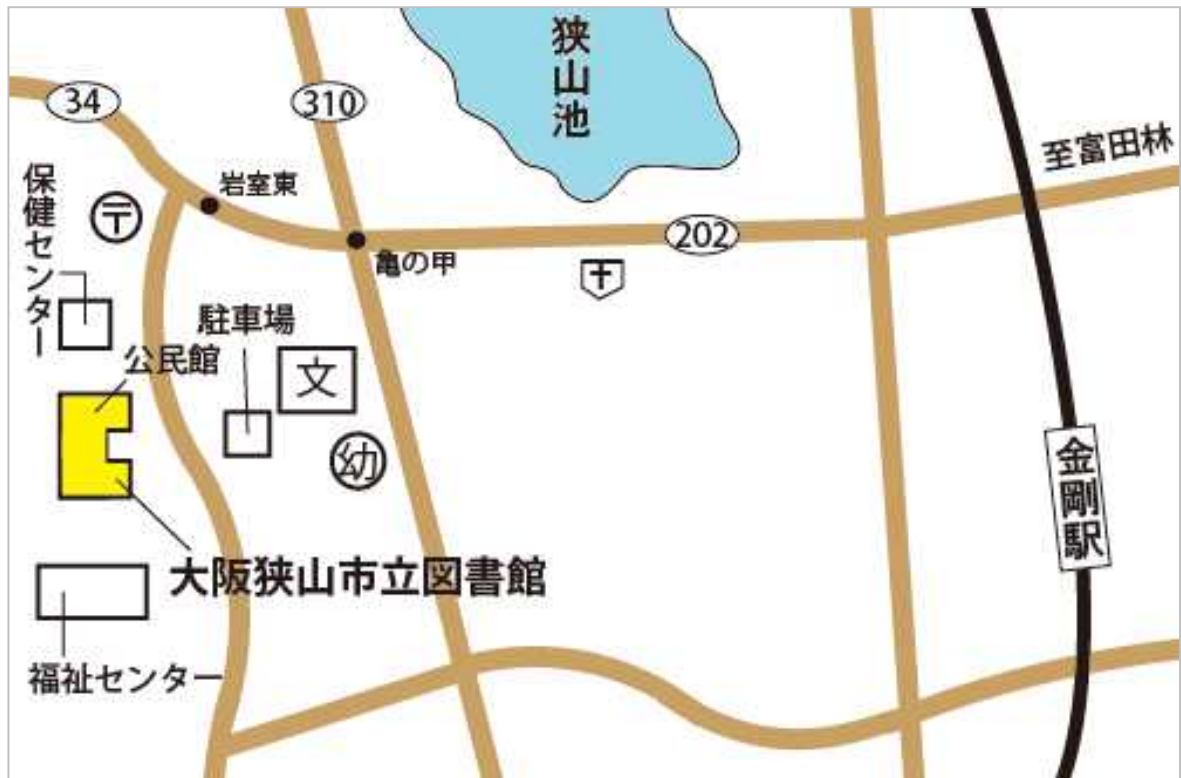 狭山池
34
310
至富田林
保健センター
〒
岩室東
202
亀の甲
駐車場
公民館
文
幼
金剛駅
大阪狭山市立図書館
福祉センター